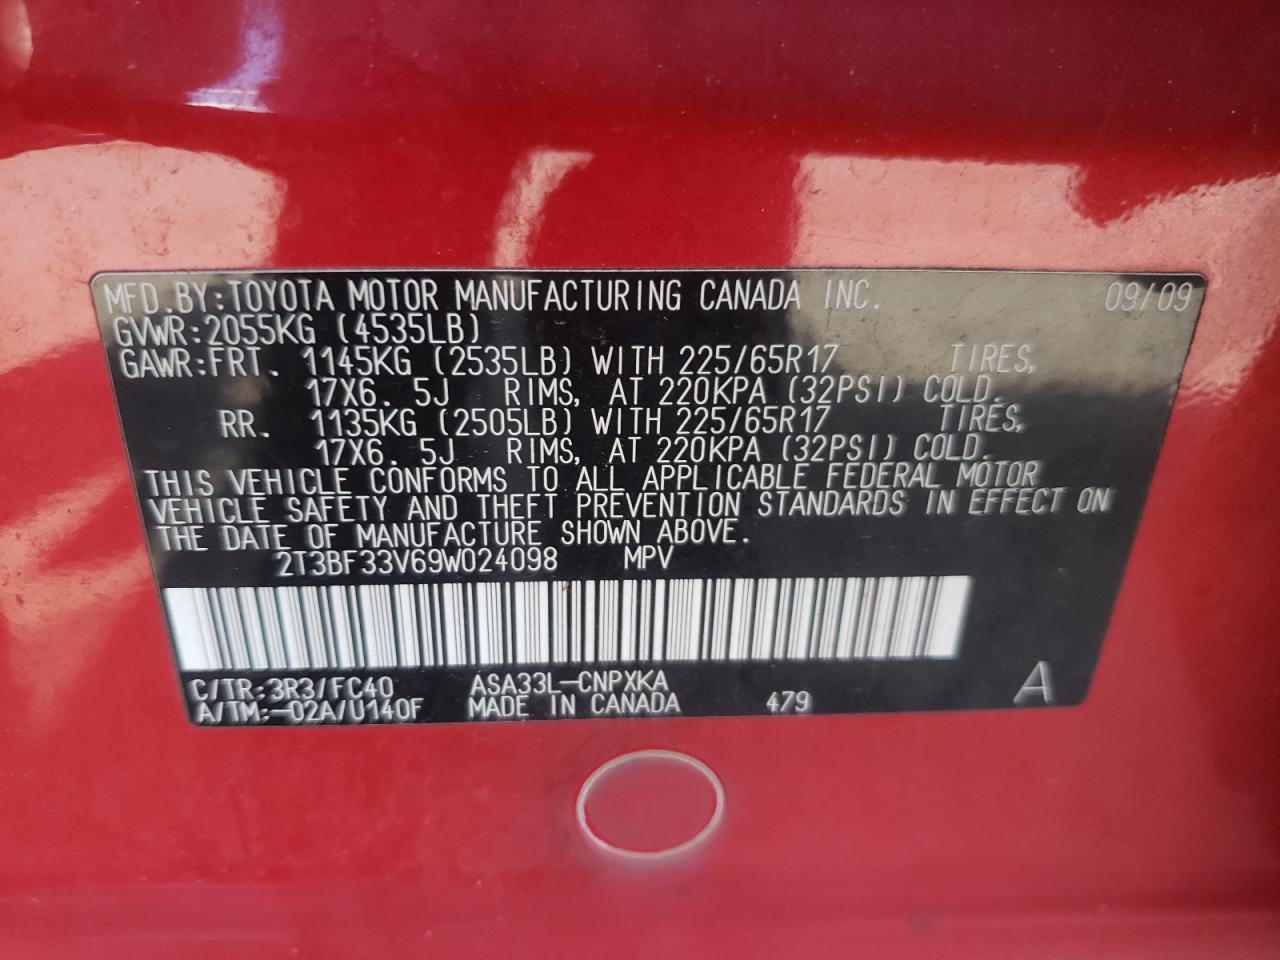 MFD.BY:TOYOTA MOTOR MANUFACTURING CANADA INC. 09/09
GVWR:2055KG (4535LB)
GAWR:FRT. 1145KG (2535LB) WITH 225/65R17 TIRES,
17X6.5J RIMS, AT 220KPA (32PSI) COLD.
RR. 1135KG (2505LB) WITH 225/65R17 TIRES,
17X6.5J RIMS, AT 220KPA (32PSI) COLD.
THIS VEHICLE CONFORMS TO ALL APPLICABLE FEDERAL MOTOR
VEHICLE SAFETY AND THEFT PREVENTION STANDARDS IN EFFECT ON
THE DATE OF MANUFACTURE SHOWN ABOVE.
2T3BF33V69W024098 MPV
C/TR:3R3/FC40 ASA33L-CNPXKA
A/TM:-02A/U140F MADE IN CANADA 479 A